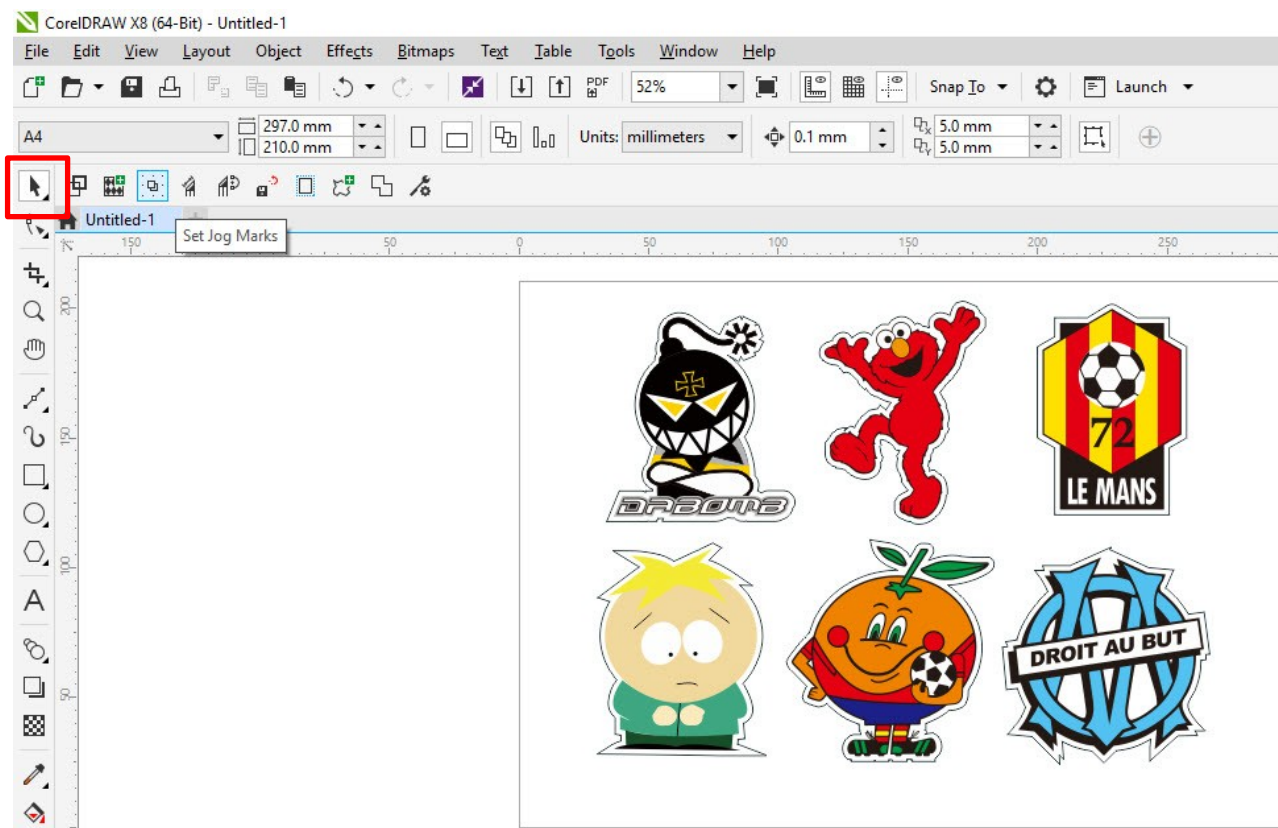 CorelDRAW X8 (64-Bit) - Untitled-1
File Edit View Layout Object Effects Bitmaps Text Table Tools Window Help
PDF 52% Snap To Launch
A4 297.0 mm 210.0 mm Units: millimeters 0.1 mm 5.0 mm 5.0 mm
Untitled-1
Set Jog Marks
150 50 0 50 100 150 200 250
200
150
100
50
72
LE MANS
DABOMB
DROIT AU BUT